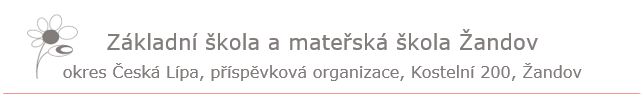 Základní škola a mateřská škola Žandov
okres Česká Lípa, příspěvková organizace, Kostelní 200, Žandov